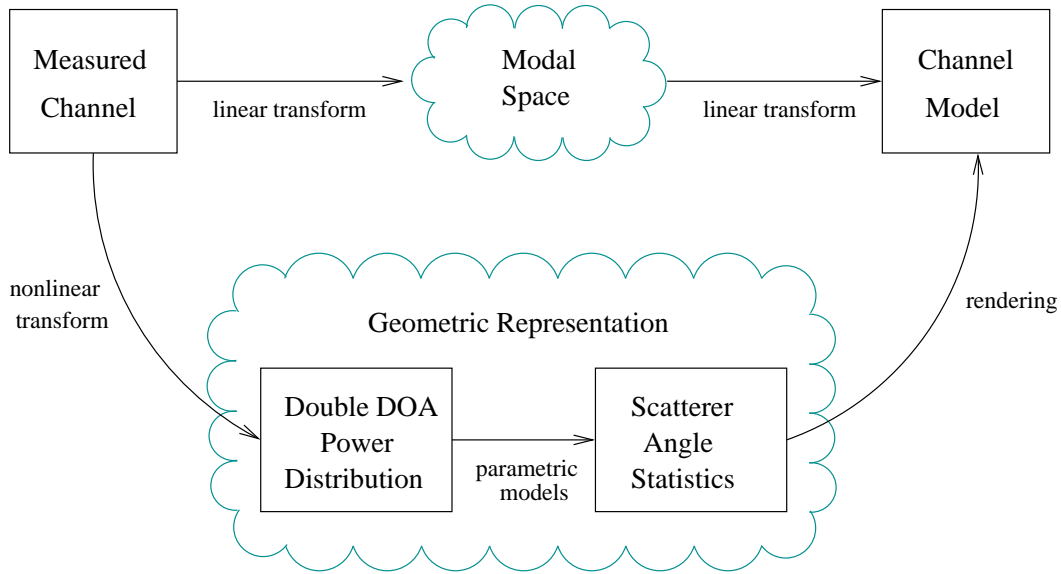 Measured
Channel
linear transform
Modal
Space
linear transform
Channel
Model
nonlinear
transform
rendering
Geometric Representation
Double DOA
Power
Distribution
parametric
models
Scatterer
Angle
Statistics